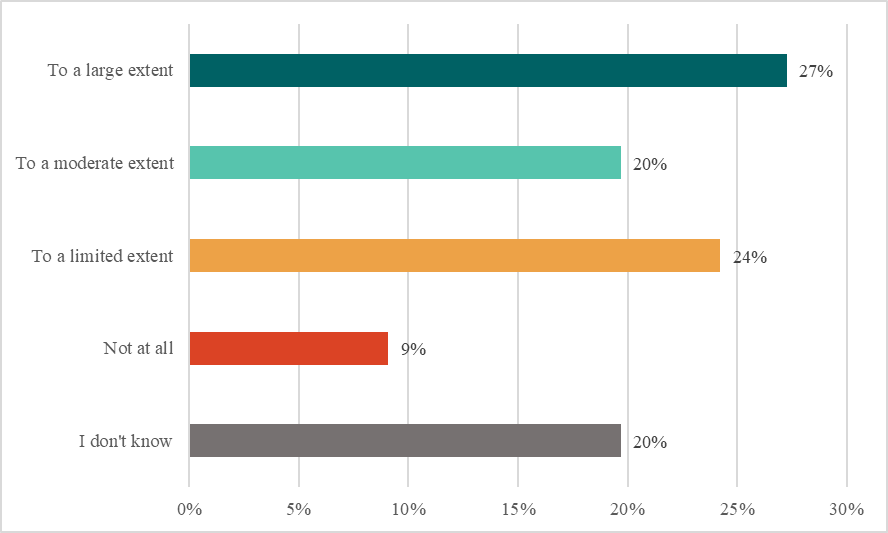 To a large extent 27%
To a moderate extent 20%
To a limited extent 24%
Not at all 9%
I don't know 20%
0% 5% 10% 15% 20% 25% 30%